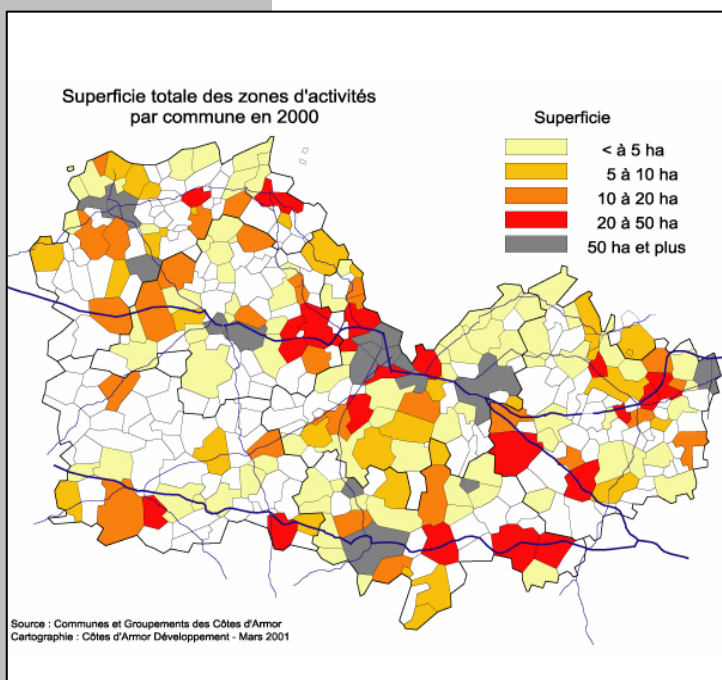 Superficie totale des zones d'activités
par commune en 2000
Superficie
< à 5 ha
5 à 10 ha
10 à 20 ha
20 à 50 ha
50 ha et plus
Source : Communes et Groupements des Côtes d'Armor
Cartographie : Côtes d'Armor Développement - Mars 2001